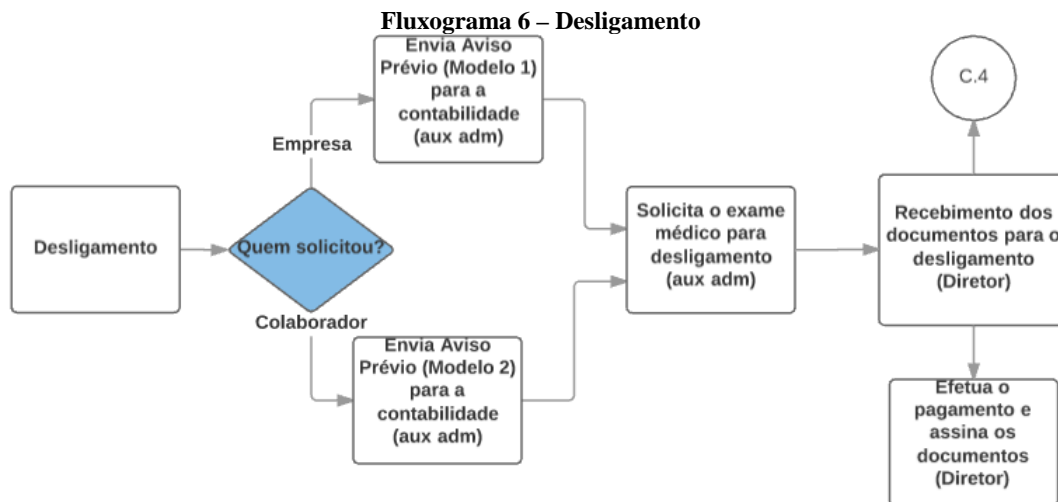 Fluxograma 6 – Desligamento
Envia Aviso
Prévio (Modelo 1)
para a
contabilidade
(aux adm)
C.4
Empresa
Desligamento
Quem solicitou?
Solicita o exame
médico para
desligamento
(aux adm)
Recebimento dos
documentos para o
desligamento
(Diretor)
Colaborador
Envia Aviso
Prévio (Modelo 2)
para a
contabilidade
(aux adm)
Efetua o
pagamento e
assina os
documentos
(Diretor)